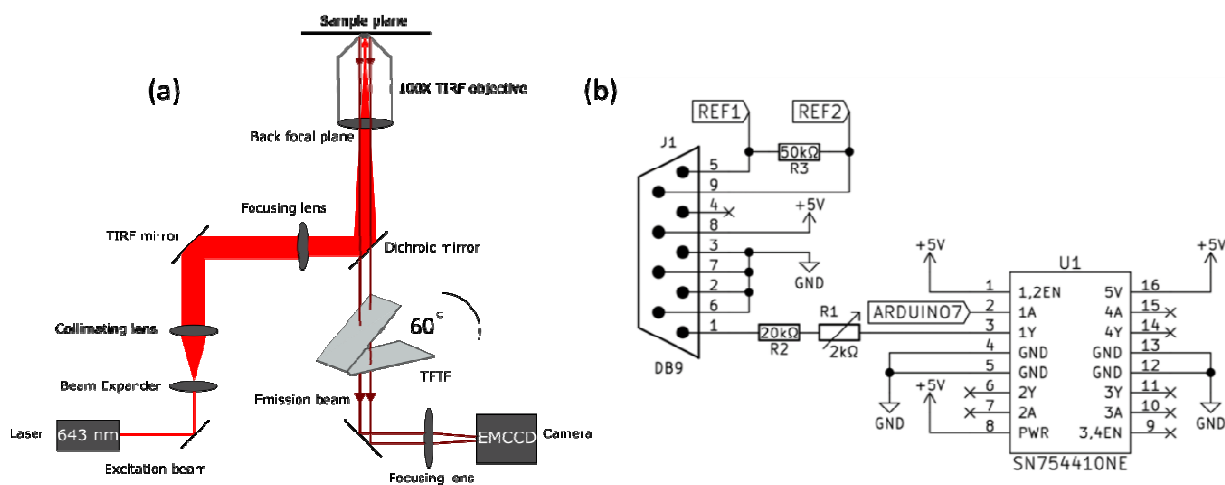 (a)
Sample plane
100X TIRF objective
Back focal plane
Focusing lens
TIRF mirror
Dichroic mirror
60°
Collimating lens
TFTF
Beam Expander
Emission beam
Laser
643 nm
EMCCD
Camera
Excitation beam
Focusing lens
(b)
REF1
REF2
J1
5
50kΩ
R3
9
4
+5V
8
3
7
GND
2
6
1
20kΩ
R2
R1
2kΩ
DB9
+5V
U1
+5V
1
1,2EN
5V
16
ARDUINO7
2
1A
4A
15
3
1Y
4Y
14
4
GND
GND
13
5
GND
GND
12
+5V
6
2Y
3Y
11
7
2A
3A
10
GND
8
PWR
3,4EN
9
GND
SN754410NE